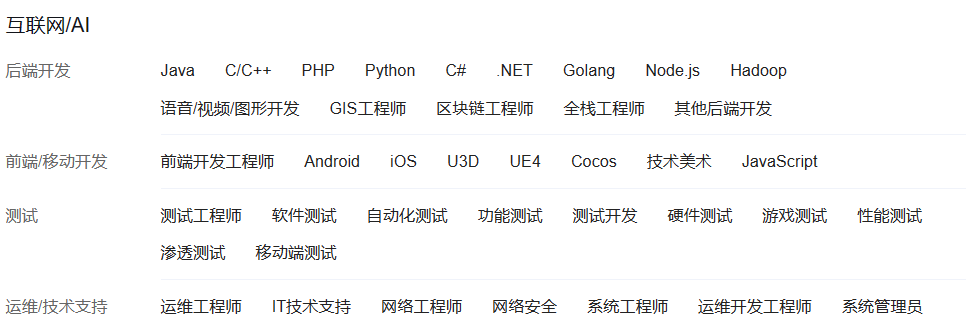 互联网/AI
后端开发 Java C/C++ PHP Python C# .NET Golang Node.js Hadoop
语音/视频/图形开发 GIS工程师 区块链工程师 全栈工程师 其他后端开发
前端/移动开发 前端开发工程师 Android iOS U3D UE4 Cocos 技术美术 JavaScript
测试 测试工程师 软件测试 自动化测试 功能测试 测试开发 硬件测试 游戏测试 性能测试
渗透测试 移动端测试
运维/技术支持 运维工程师 IT技术支持 网络工程师 网络安全 系统工程师 运维开发工程师 系统管理员